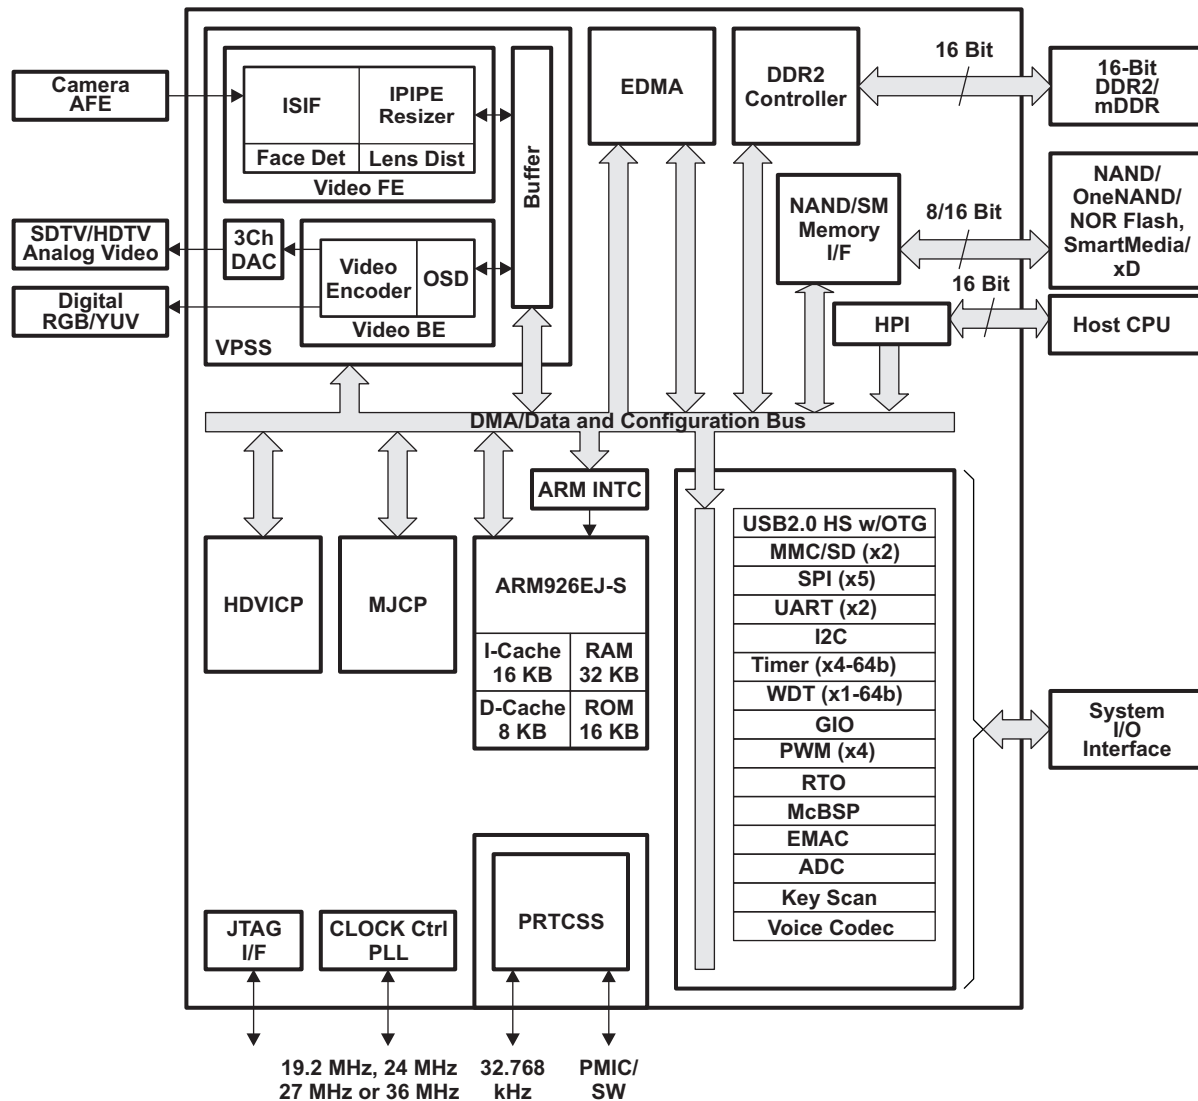 Camera
AFE
ISIF
IPIPE
Resizer
Face Det
Lens Dist
Video FE
Buffer
SDTV/HDTV
Analog Video
3Ch
DAC
Video
Encoder
OSD
Video BE
Digital
RGB/YUV
VPSS
EDMA
DDR2
Controller
16 Bit
16-Bit
DDR2/
mDDR
NAND/SM
Memory
I/F
8/16 Bit
NAND/
OneNAND/
NOR Flash,
SmartMedia/
xD
HPI
16 Bit
Host CPU
DMA/Data and Configuration Bus
HDVICP
MJCP
ARM INTC
ARM926EJ-S
I-Cache
16 KB
RAM
32 KB
D-Cache
8 KB
ROM
16 KB
USB2.0 HS w/OTG
MMC/SD (x2)
SPI (x5)
UART (x2)
I2C
Timer (x4-64b)
WDT (x1-64b)
GIO
PWM (x4)
RTO
McBSP
EMAC
ADC
Key Scan
Voice Codec
System
I/O
Interface
JTAG
I/F
CLOCK Ctrl
PLL
PRTCSS
19.2 MHz, 24 MHz
27 MHz or 36 MHz
32.768
kHz
PMIC/
SW